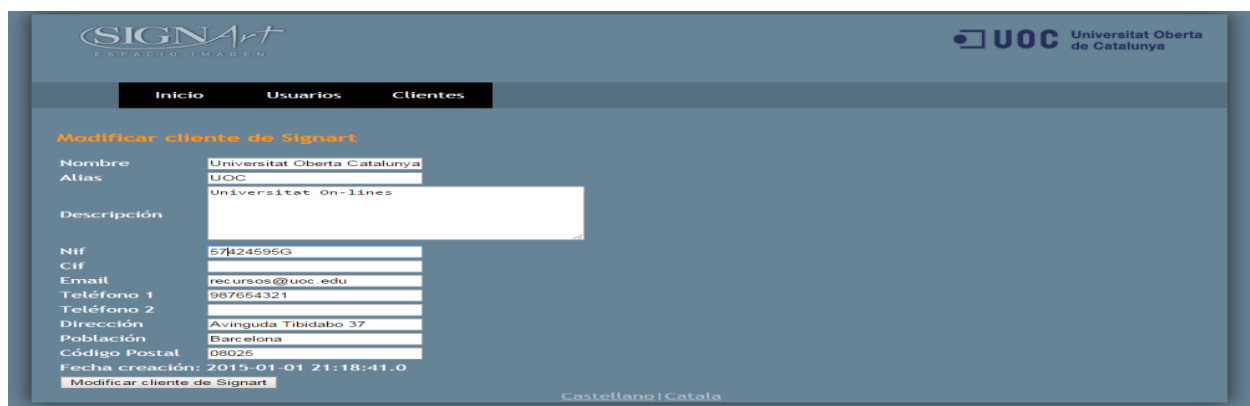 SIGNArt
ESPACIO IMAGEN
UOC Universitat Oberta
de Catalunya
Inicio Usuarios Clientes
Modificar cliente de Signart
Nombre Universitat Oberta Catalunya
Alias UOC
Descripción Universitat On-lines
Nif 57424595G
Cif
Email recursos@uoc.edu
Teléfono 1 987654321
Teléfono 2
Dirección Avinguda Tibidabo 37
Población Barcelona
Código Postal 08025
Fecha creación: 2015-01-01 21:18:41.0
Modificar cliente de Signart
Castellano | Catala